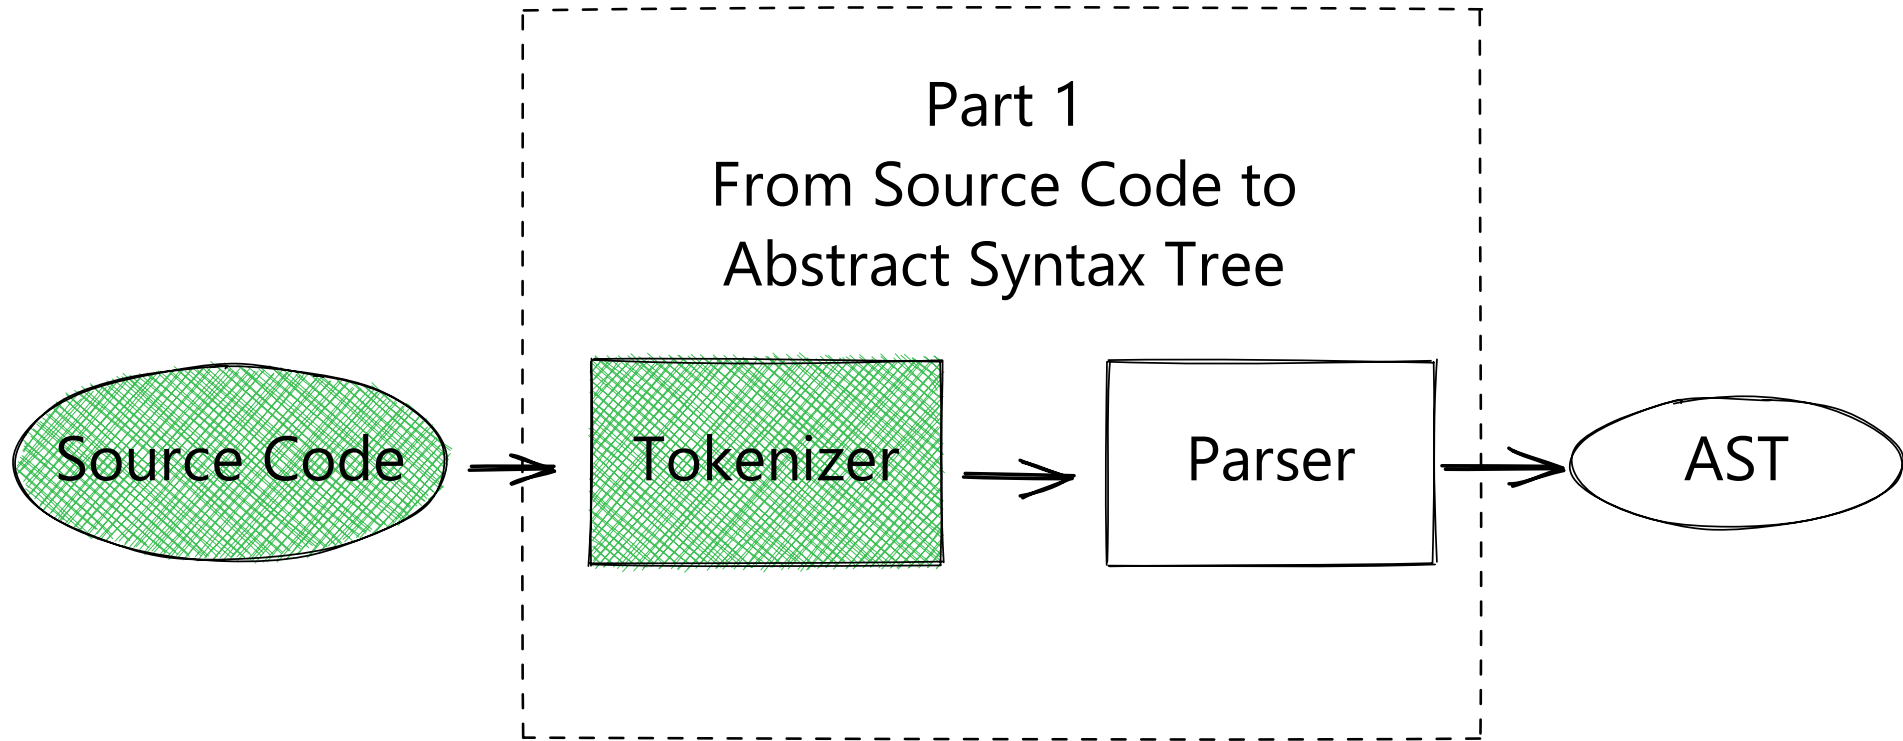 Part 1
From Source Code to
Abstract Syntax Tree
Source Code
Tokenizer
Parser
AST